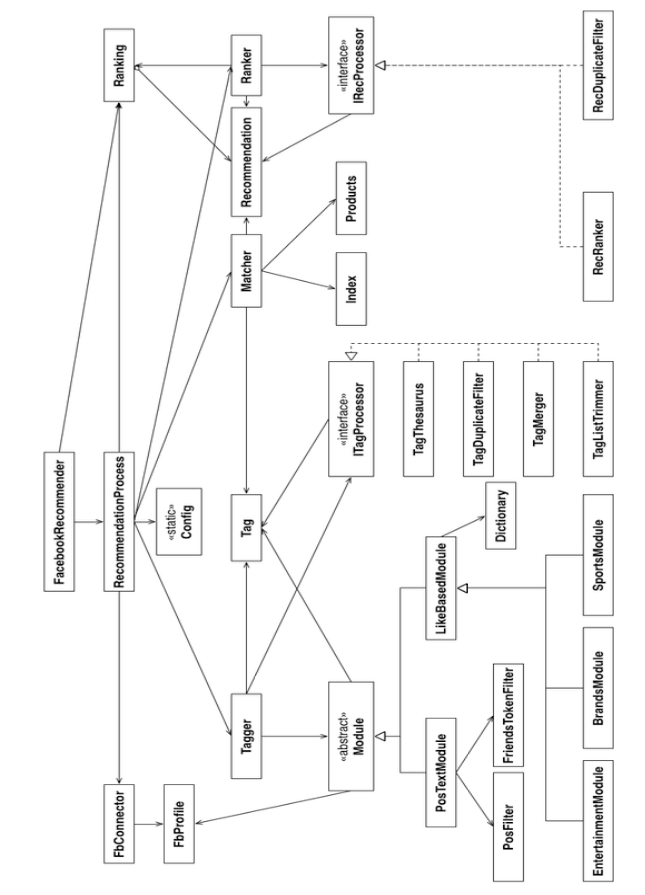 FacebookRecommender
FbConnector
RecommendationProcess
Ranking
FbProfile
«static»
Config
Tagger
Tag
Matcher
Recommendation
Ranker
«abstract»
Module
«interface»
ITagProcessor
Index
Products
«interface»
IRecProcessor
PosTextModule
LikeBasedModule
TagThesaurus
PosFilter
FriendsTokenFilter
Dictionary
TagDuplicateFilter
TagMerger
EntertainmentModule
BrandsModule
SportsModule
TagListTrimmer
RecRanker
RecDuplicateFilter